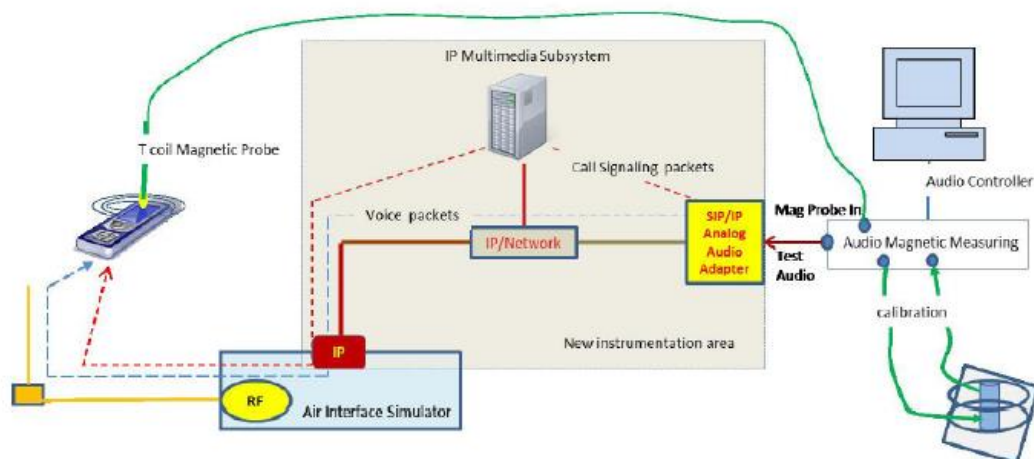 IP Multimedia Subsystem
T coil Magnetic Probe
Call Signaling packets
Audio Controller
Voice packets
SIP/IP
Analog
Audio
Adapter
Mag Probe In
IP/Network
Audio Magnetic Measuring
Test
Audio
calibration
New instrumentation area
IP
RF
Air Interface Simulator